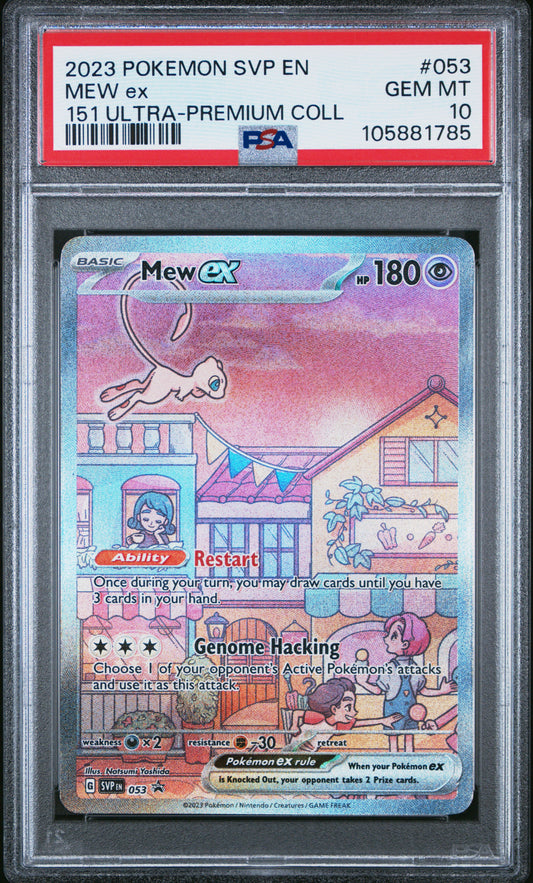 2023 POKEMON SVP EN #053
MEW ex GEM MT
151 ULTRA-PREMIUM COLL 10
PSA 105881785
BASIC
Mew ex HP 180
Ability Restart
Once during your turn, you may draw cards until you have
3 cards in your hand.
Genome Hacking
Choose 1 of your opponent's Active Pokémon's attacks
and use it as this attack.
weakness ×2 resistance -30 retreat
Pokémon ex rule When your Pokémon ex
is Knocked Out, your opponent takes 2 Prize cards.
Illus. Natsumi Yoshida
G SVP EN 053
©2023 Pokémon / Nintendo / Creatures / GAME FREAK
PSA